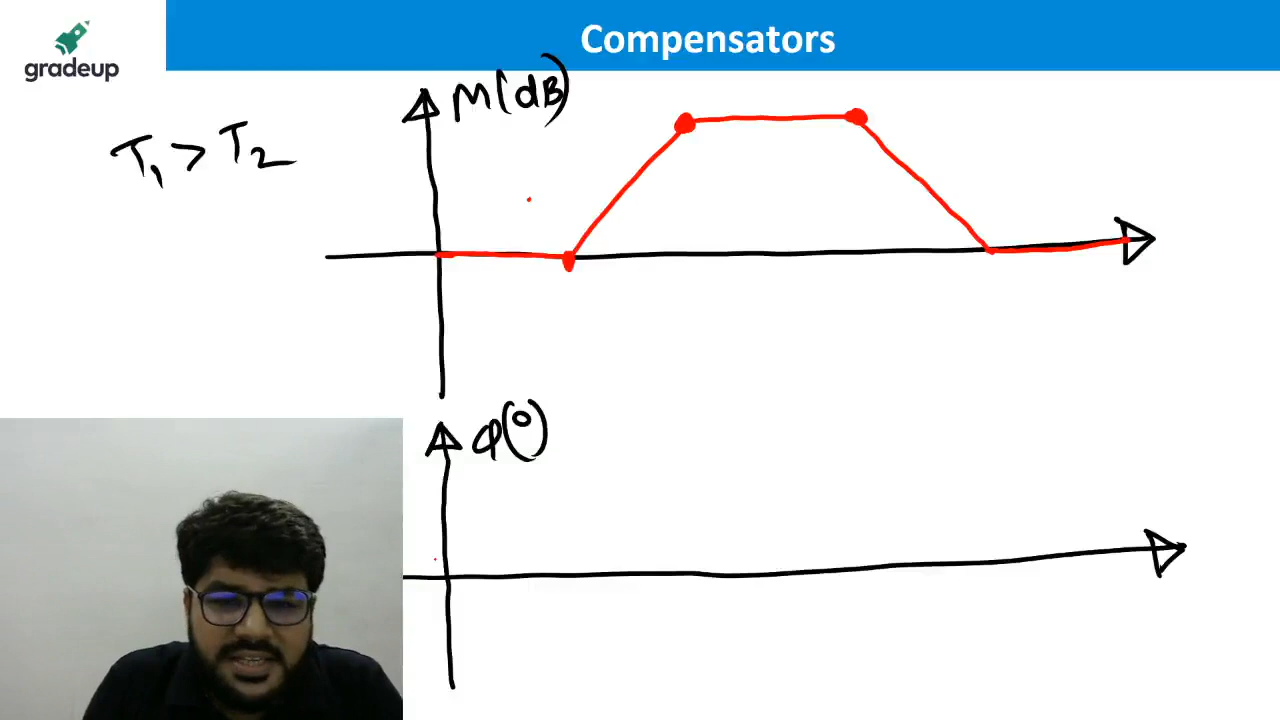 Compensators
gradeup
M(dB)
T₁ > T₂
φ(°)